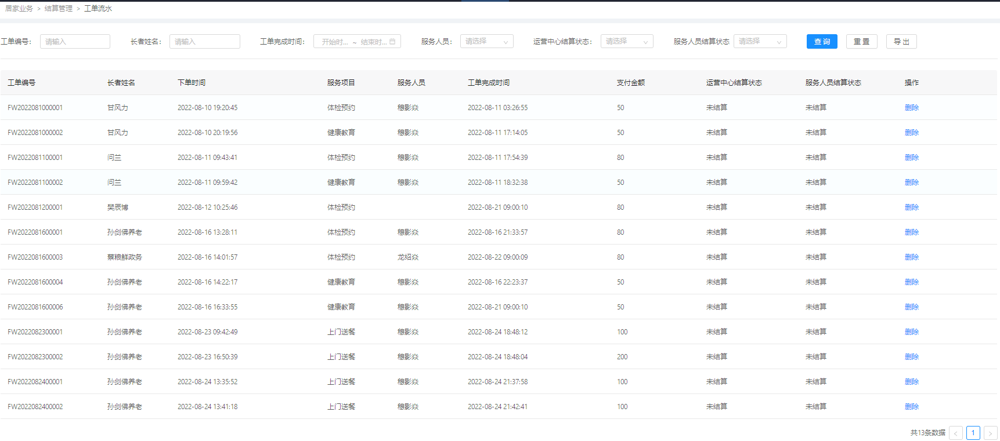 居家业务 > 结算管理 > 工单流水
工单编号: 请输入 长者姓名: 请输入 工单完成时间: 开始时... ~ 结束时... 服务人员: 请选择 运营中心结算状态: 请选择 服务人员结算状态 请选择 查询 重置 导出
工单编号 长者姓名 下单时间 服务项目 服务人员 工单完成时间 支付金额 运营中心结算状态 服务人员结算状态 操作
FW2022081000001 甘风力 2022-08-10 19:20:45 体检预约 穆影焱 2022-08-11 03:26:55 50 未结算 未结算 删除
FW2022081000002 甘风力 2022-08-10 20:19:56 健康教育 穆影焱 2022-08-11 17:14:05 50 未结算 未结算 删除
FW2022081100001 问兰 2022-08-11 09:43:41 体检预约 穆影焱 2022-08-11 17:54:39 80 未结算 未结算 删除
FW2022081100002 问兰 2022-08-11 09:59:42 健康教育 穆影焱 2022-08-11 18:32:38 50 未结算 未结算 删除
FW2022081200001 樊辰博 2022-08-12 10:25:46 体检预约 2022-08-21 09:00:10 80 未结算 未结算 删除
FW2022081600001 孙剑佛养老 2022-08-16 13:28:11 体检预约 穆影焱 2022-08-16 21:33:57 80 未结算 未结算 删除
FW2022081600003 蔡粮鲜政务 2022-08-16 14:01:57 体检预约 龙绍焱 2022-08-22 09:00:09 80 未结算 未结算 删除
FW2022081600004 孙剑佛养老 2022-08-16 14:22:17 健康教育 穆影焱 2022-08-16 22:23:37 50 未结算 未结算 删除
FW2022081600006 孙剑佛养老 2022-08-16 16:33:55 健康教育 穆影焱 2022-08-21 09:00:10 50 未结算 未结算 删除
FW2022082300001 孙剑佛养老 2022-08-23 09:42:49 上门送餐 穆影焱 2022-08-24 18:48:12 100 未结算 未结算 删除
FW2022082300002 孙剑佛养老 2022-08-23 16:50:39 上门送餐 穆影焱 2022-08-24 18:48:04 200 未结算 未结算 删除
FW2022082400001 孙剑佛养老 2022-08-24 13:35:52 上门送餐 穆影焱 2022-08-24 21:37:58 100 未结算 未结算 删除
FW2022082400002 孙剑佛养老 2022-08-24 13:41:18 上门送餐 穆影焱 2022-08-24 21:42:41 100 未结算 未结算 删除
共13条数据 < 1 >